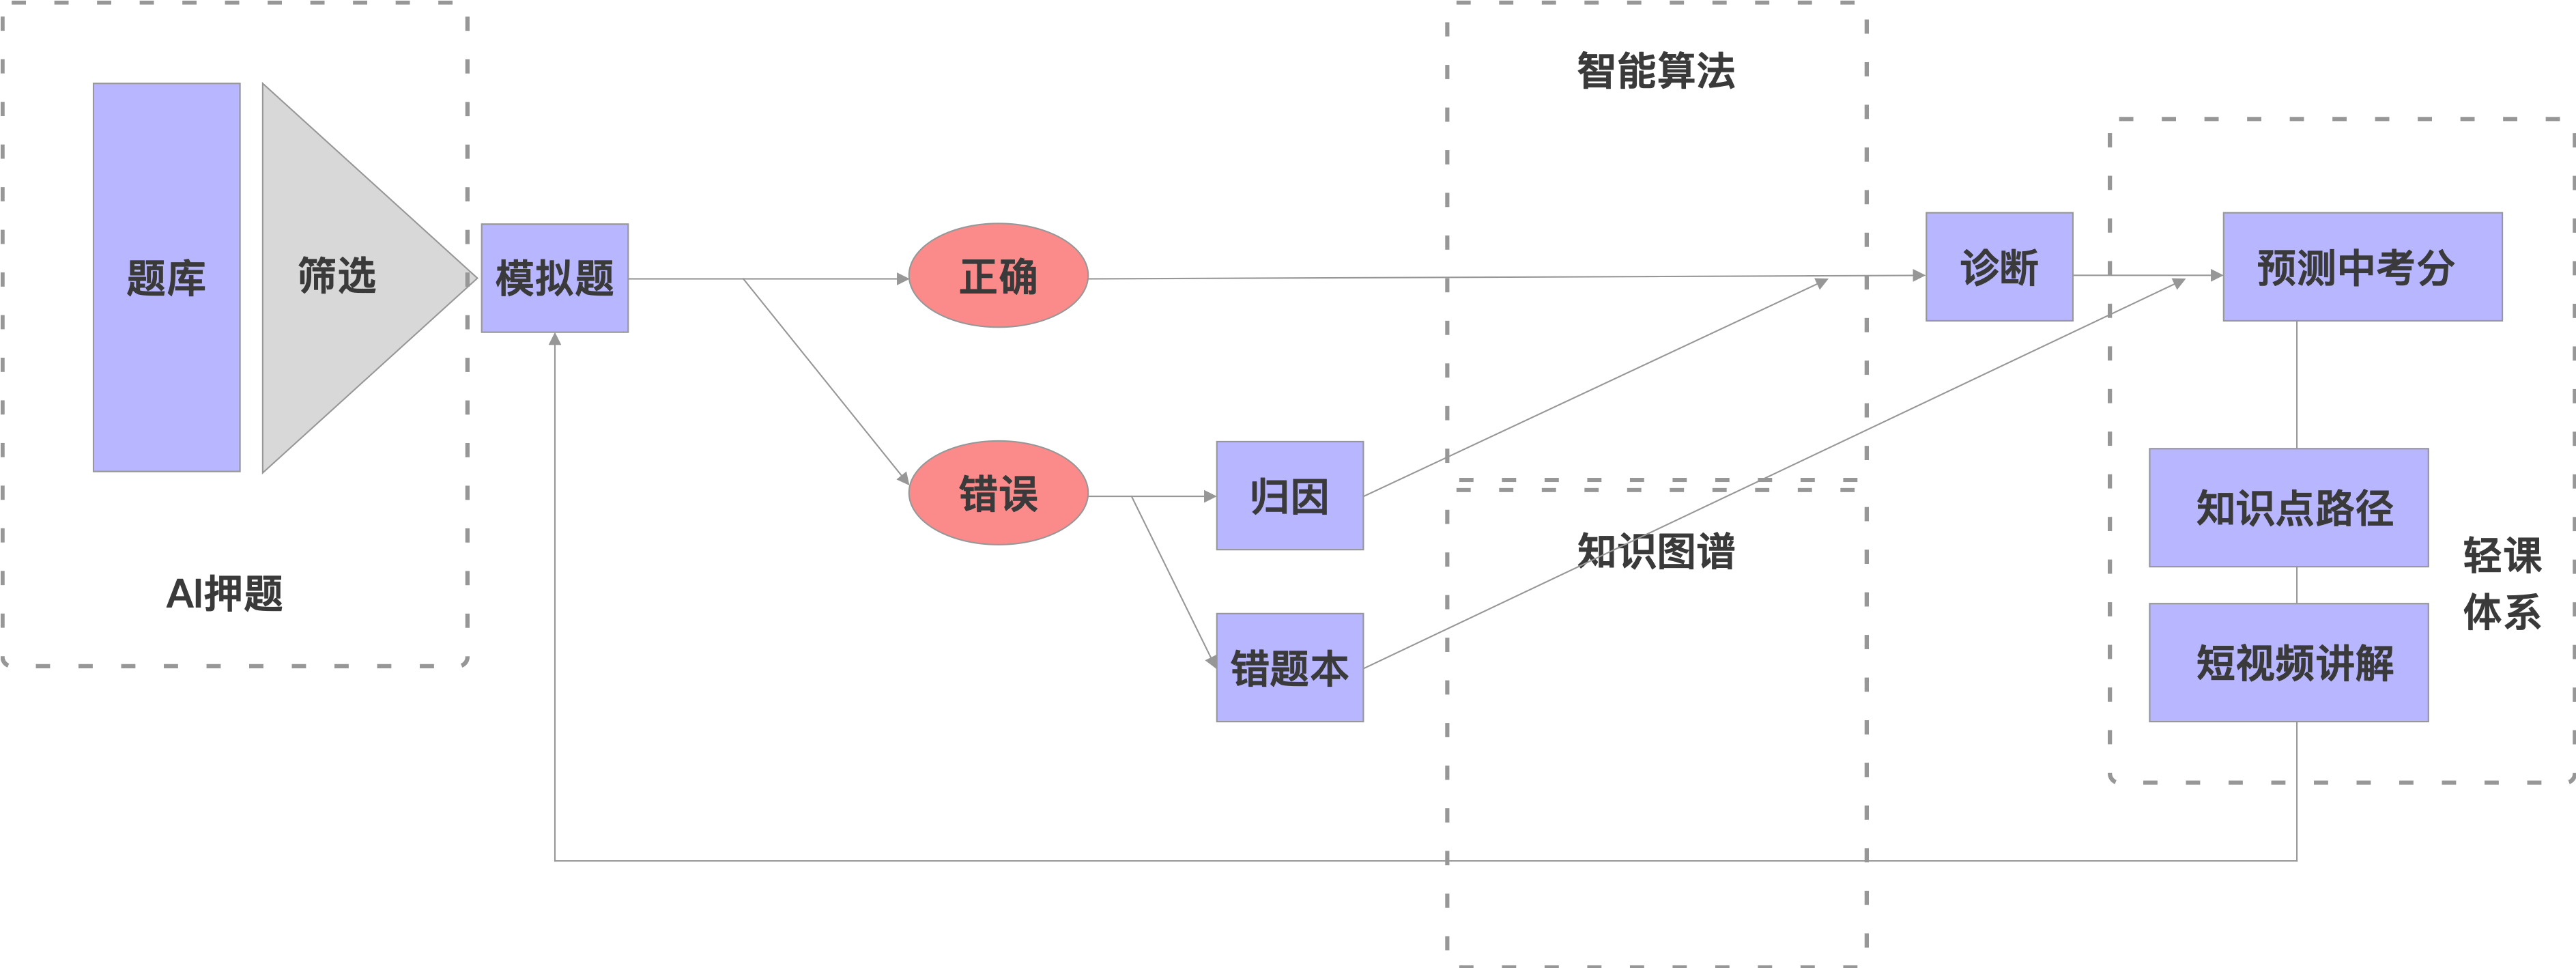 智能算法
题库
筛选
模拟题
正确
诊断
预测中考分
错误
归因
知识点路径
知识图谱
轻课
体系
AI押题
错题本
短视频讲解